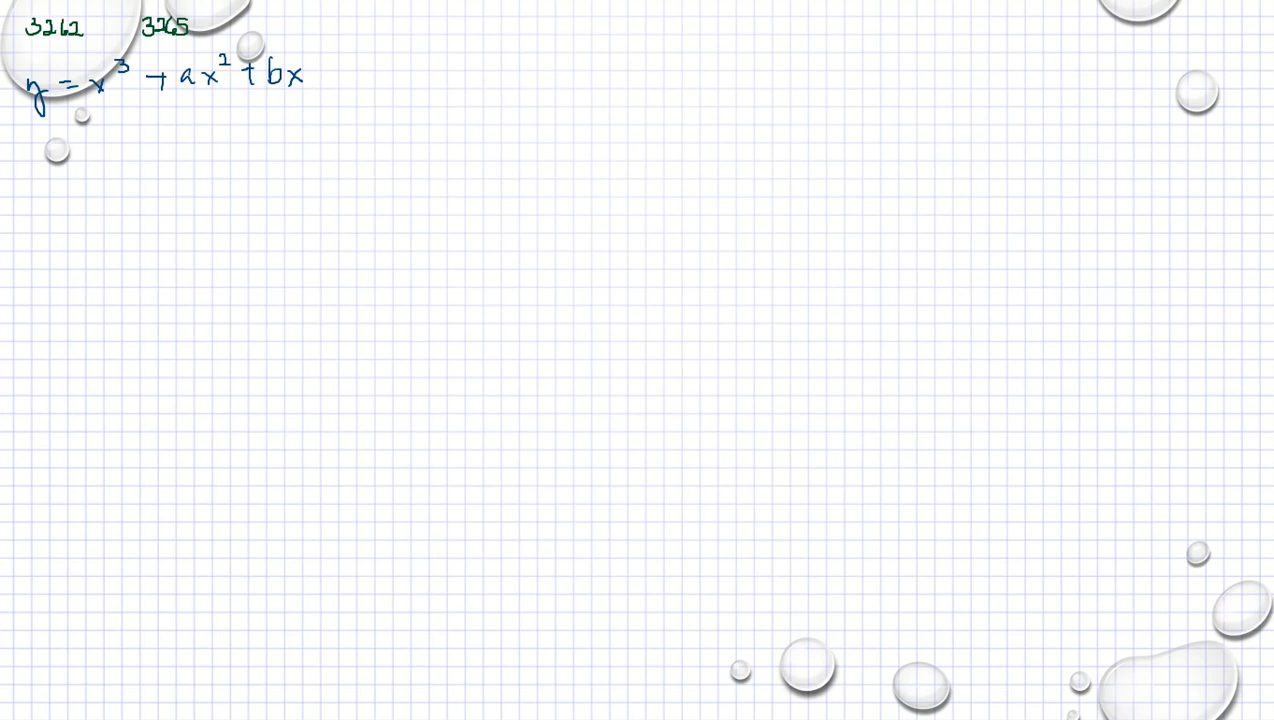 3262 3265
y = x³ + ax² + bx